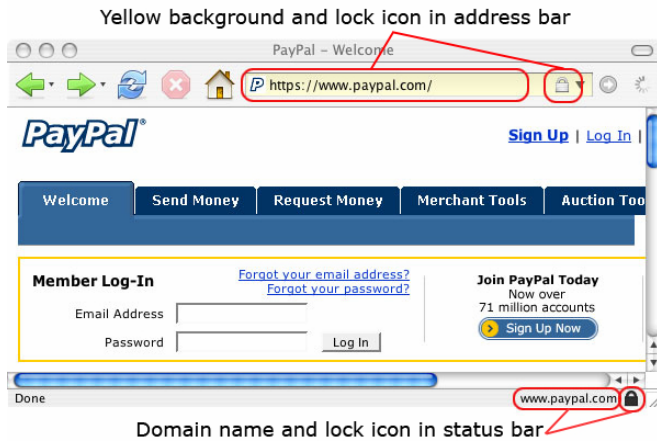 Yellow background and lock icon in address bar
PayPal – Welcome
https://www.paypal.com/
PayPal®
Sign Up | Log In |
Welcome Send Money Request Money Merchant Tools Auction Too
Member Log-In
Forgot your email address?
Forgot your password?
Email Address
Password
Log In
Join PayPal Today
Now over
71 million accounts
Sign Up Now
Done
www.paypal.com
Domain name and lock icon in status bar